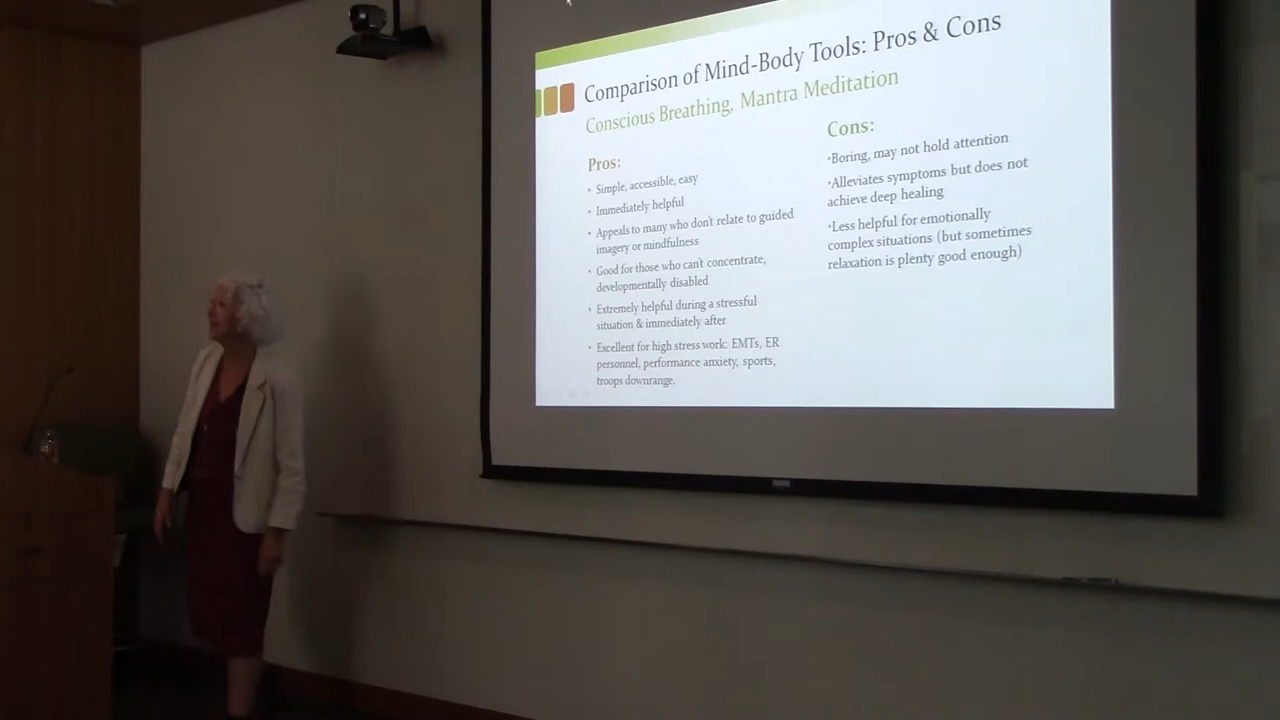 Comparison of Mind-Body Tools: Pros & Cons
Conscious Breathing, Mantra Meditation
Pros:
• Simple, accessible, easy
• Immediately helpful
• Appeals to many who don't relate to guided
imagery or mindfulness
• Good for those who can't concentrate,
developmentally disabled
• Extremely helpful during a stressful
situation & immediately after
• Excellent for high stress work: EMTs, ER
personnel, performance anxiety, sports,
troops downrange.
Cons:
•Boring, may not hold attention
•Alleviates symptoms but does not
achieve deep healing
•Less helpful for emotionally
complex situations (but sometimes
relaxation is plenty good enough)